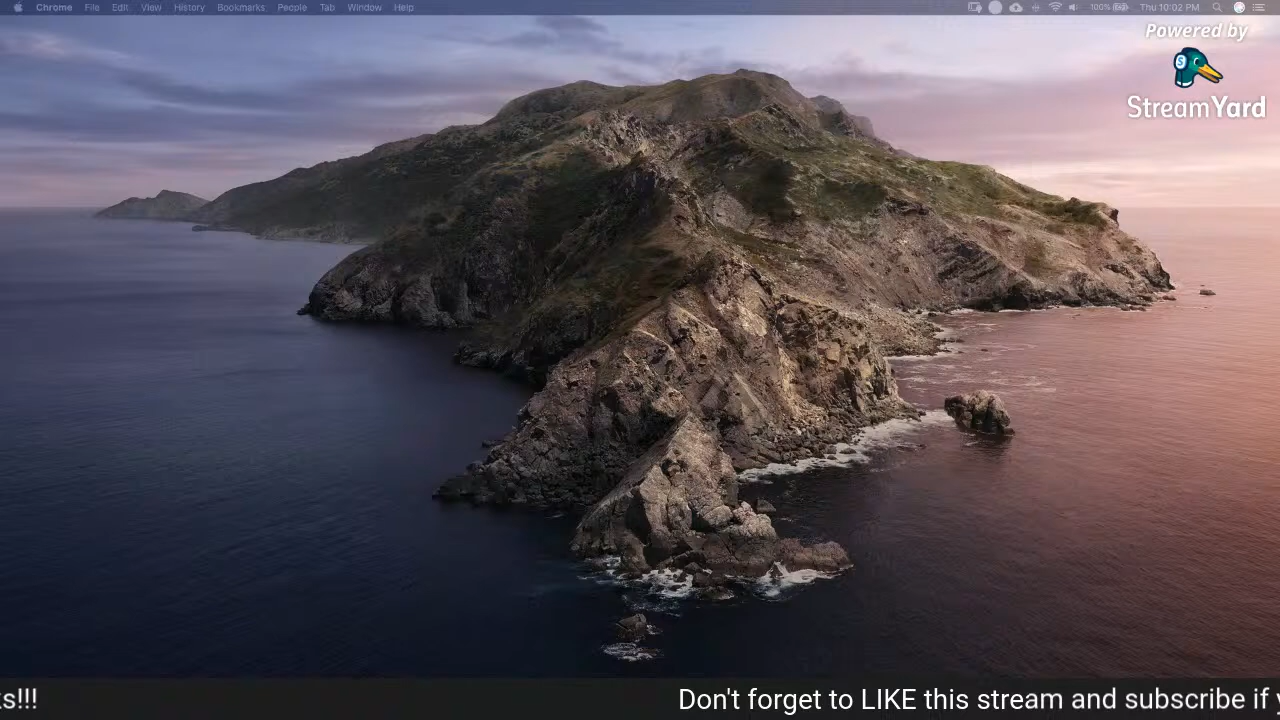 Chrome File Edit View History Bookmarks People Tab Window Help 100% Thu 10:02 PM
Powered by
S
StreamYard
s!!! Don't forget to LIKE this stream and subscribe if